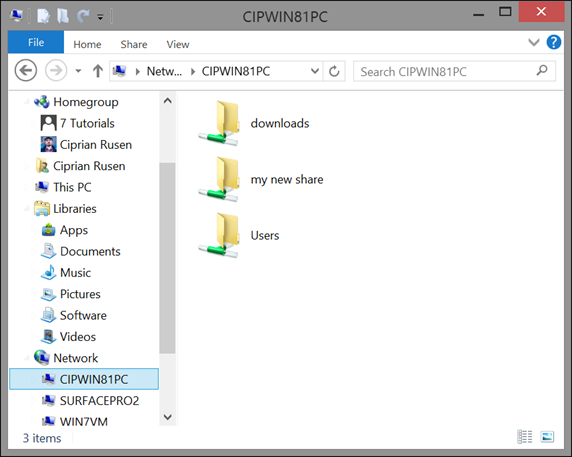 CIPWIN81PC
File Home Share View
Netw... CIPWIN81PC Search CIPWIN81PC
Homegroup
7 Tutorials
Ciprian Rusen
Ciprian Rusen
This PC
Libraries
Apps
Documents
Music
Pictures
Software
Videos
Network
CIPWIN81PC
SURFACEPRO2
WIN7VM
downloads
my new share
Users
3 items